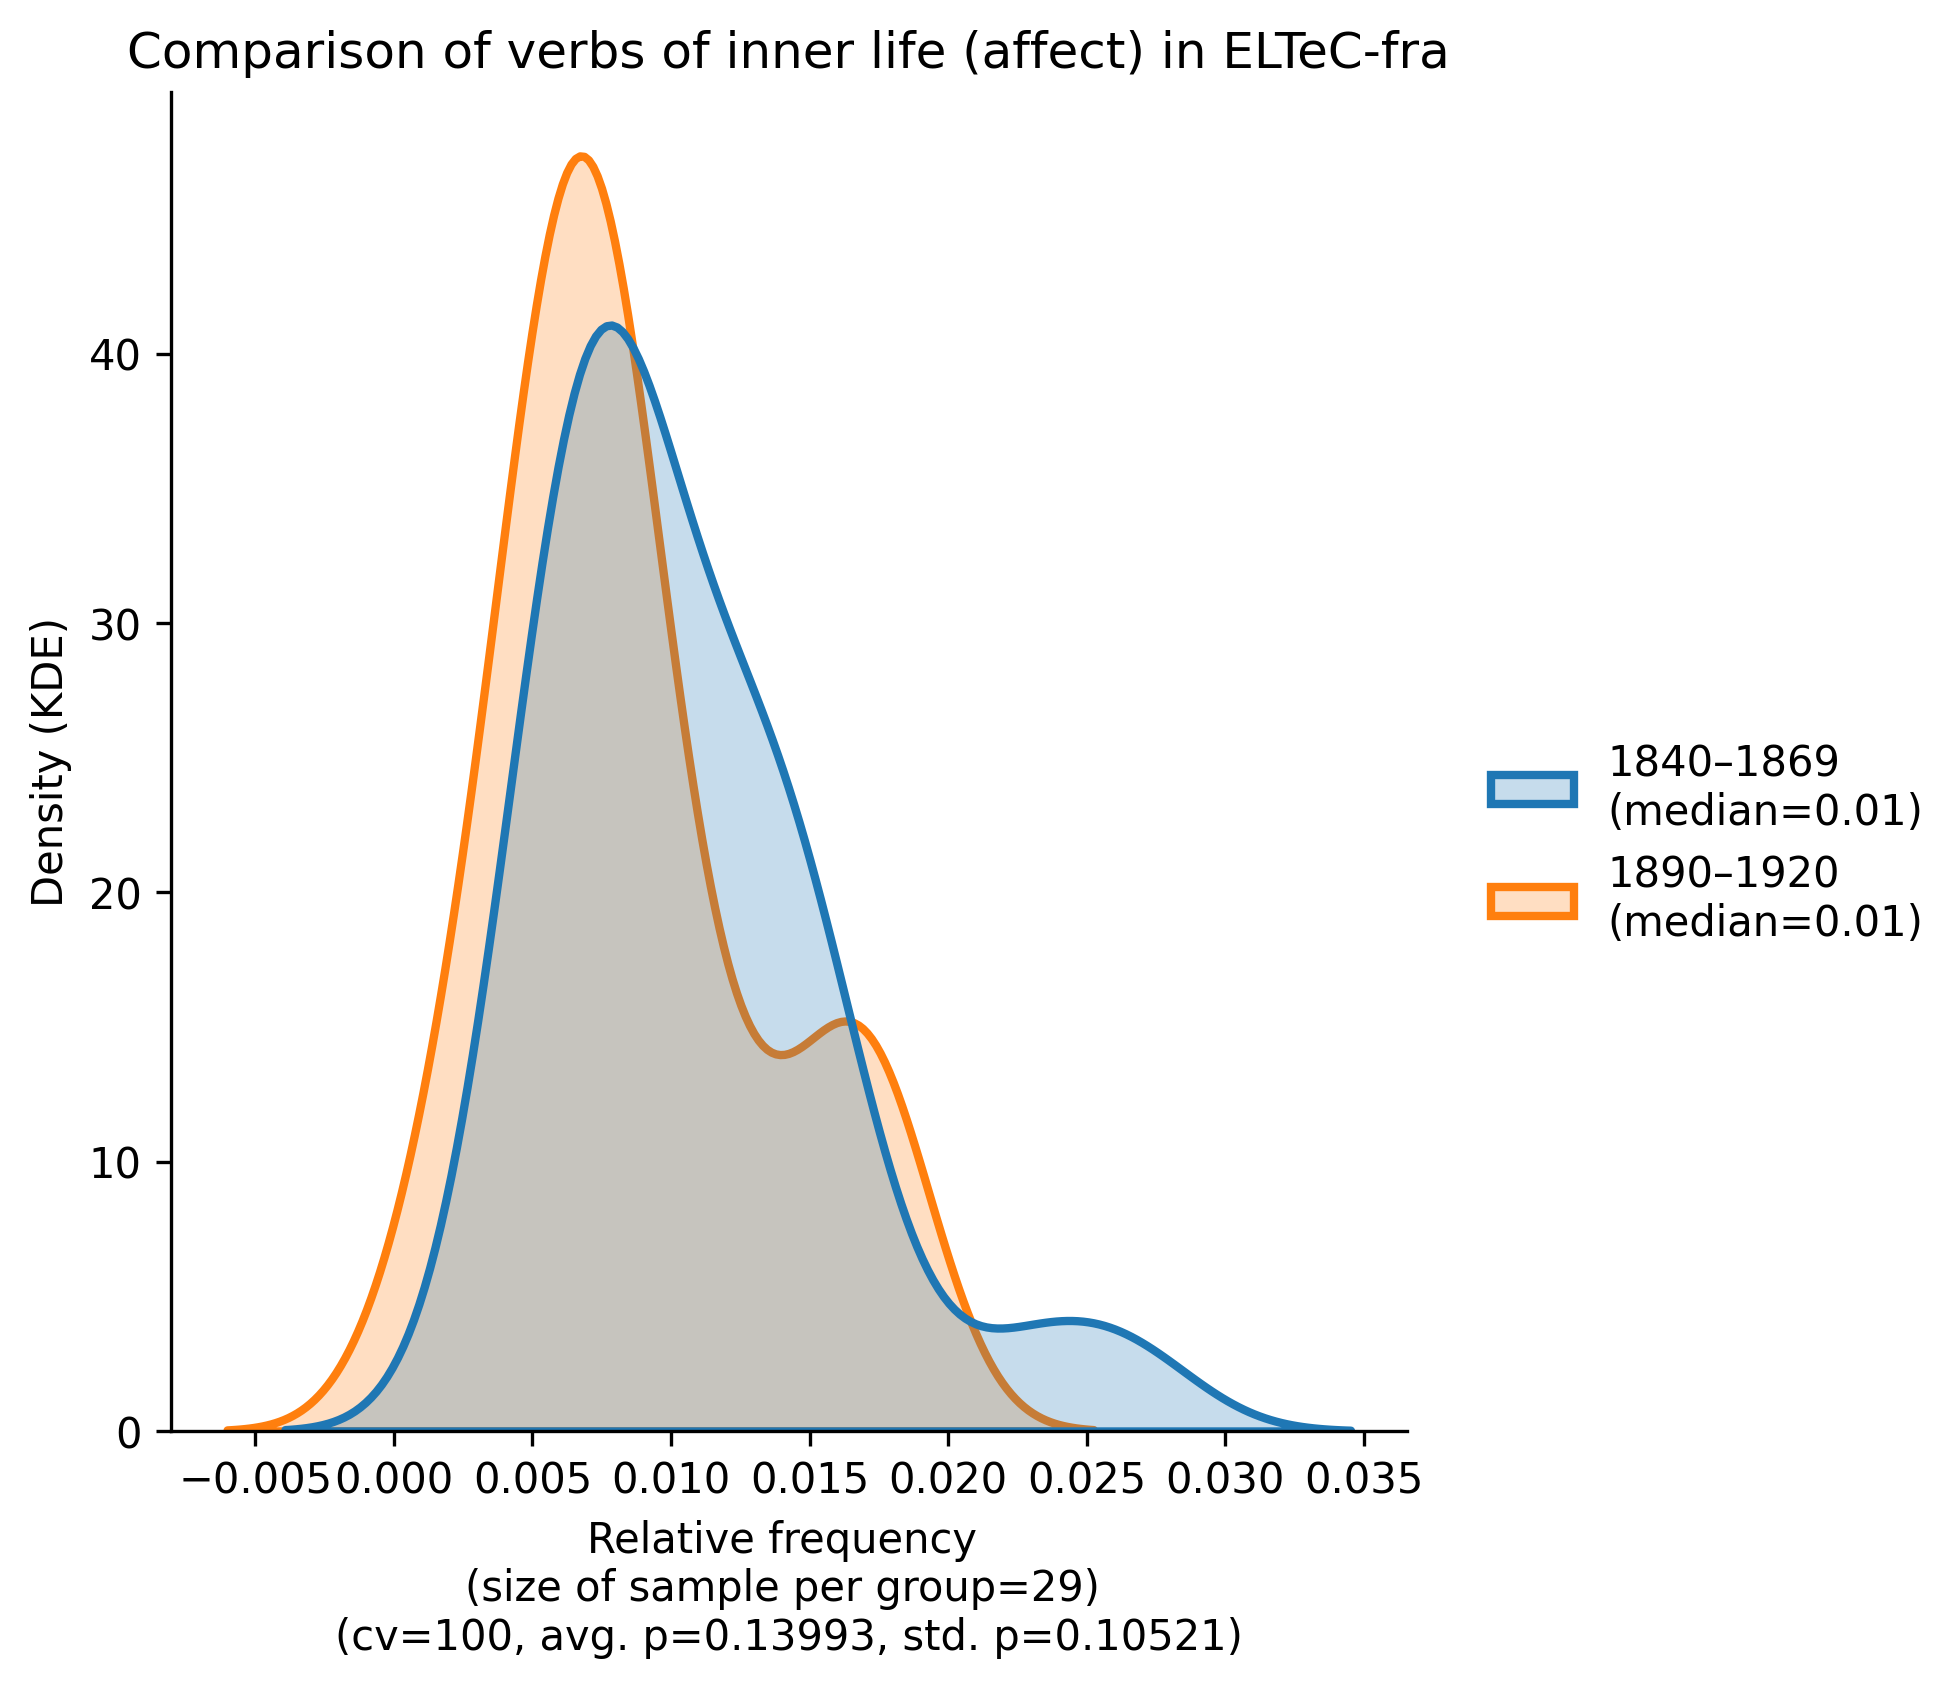 Comparison of verbs of inner life (affect) in ELTeC-fra
Density (KDE)
40
30
20
10
0
−0.005 0.000 0.005 0.010 0.015 0.020 0.025 0.030 0.035
Relative frequency
(size of sample per group=29)
(cv=100, avg. p=0.13993, std. p=0.10521)
1840–1869
(median=0.01)
1890–1920
(median=0.01)